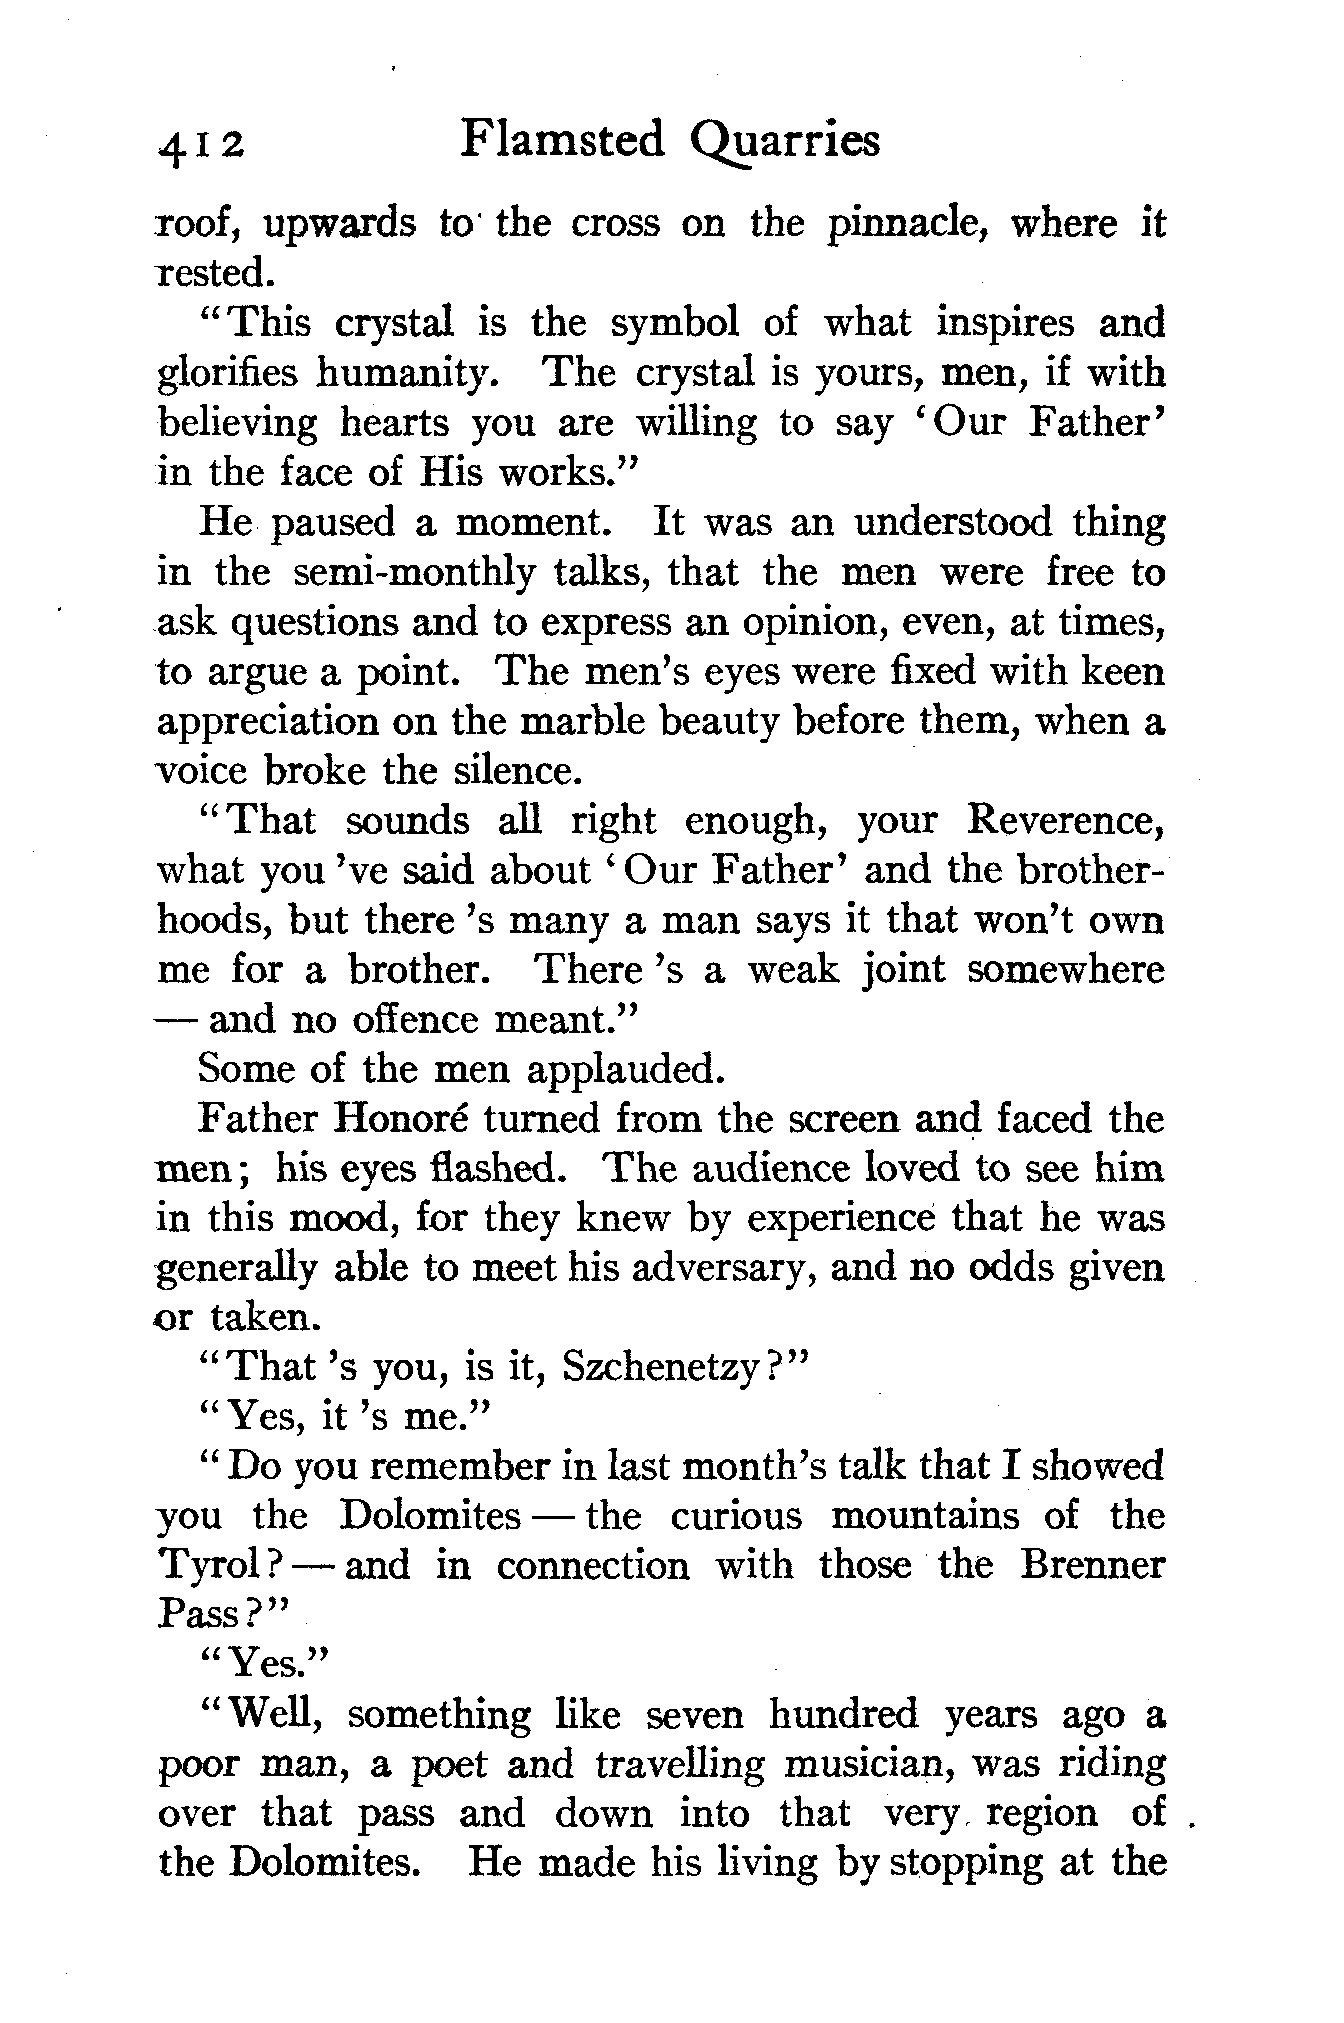 412 Flamsted Quarries
roof, upwards to the cross on the pinnacle, where it
rested.
"This crystal is the symbol of what inspires and
glorifies humanity. The crystal is yours, men, if with
believing hearts you are willing to say 'Our Father'
in the face of His works."
He paused a moment. It was an understood thing
in the semi-monthly talks, that the men were free to
ask questions and to express an opinion, even, at times,
to argue a point. The men's eyes were fixed with keen
appreciation on the marble beauty before them, when a
voice broke the silence.
"That sounds all right enough, your Reverence,
what you 've said about 'Our Father' and the brother-
hoods, but there 's many a man says it that won't own
me for a brother. There 's a weak joint somewhere
— and no offence meant."
Some of the men applauded.
Father Honoré turned from the screen and faced the
men; his eyes flashed. The audience loved to see him
in this mood, for they knew by experience that he was
generally able to meet his adversary, and no odds given
or taken.
"That 's you, is it, Szchenetzy?"
"Yes, it 's me."
"Do you remember in last month's talk that I showed
you the Dolomites — the curious mountains of the
Tyrol? — and in connection with those the Brenner
Pass?"
"Yes."
"Well, something like seven hundred years ago a
poor man, a poet and travelling musician, was riding
over that pass and down into that very region of
the Dolomites. He made his living by stopping at the